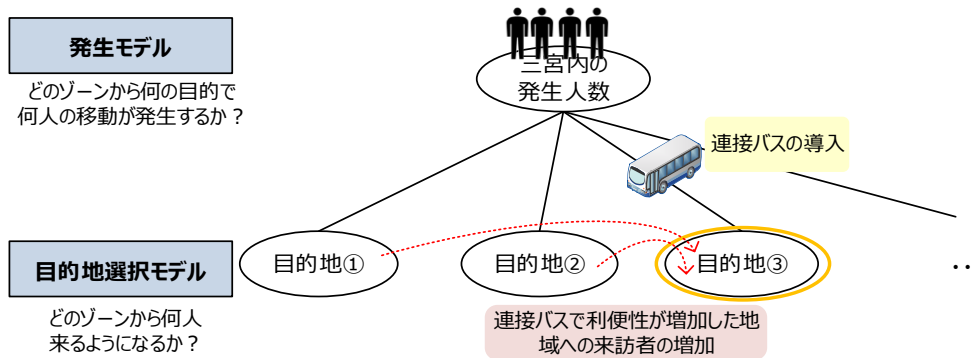 発生モデル
どのゾーンから何の目的で
何人の移動が発生するか？
三宮内の
発生人数
連接バスの導入
目的地選択モデル
どのゾーンから何人
来るようになるか？
目的地①
目的地②
目的地③
‥
連接バスで利便性が増加した地
域への来訪者の増加